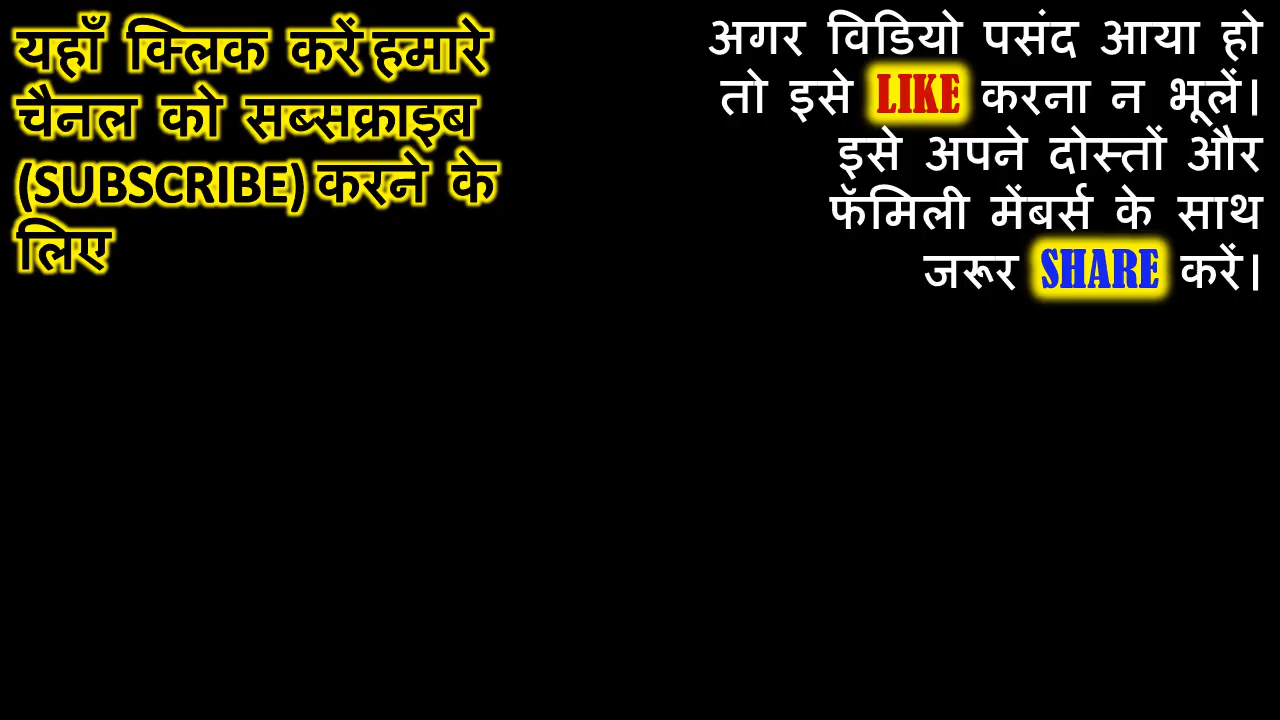 यहाँ क्लिक करें हमारे
चैनल को सब्सक्राइब
(SUBSCRIBE) करने के
लिए
अगर विडियो पसंद आया हो
तो इसे LIKE करना न भूलें।
इसे अपने दोस्तों और
फॅमिली मेंबर्स के साथ
जरूर SHARE करें।